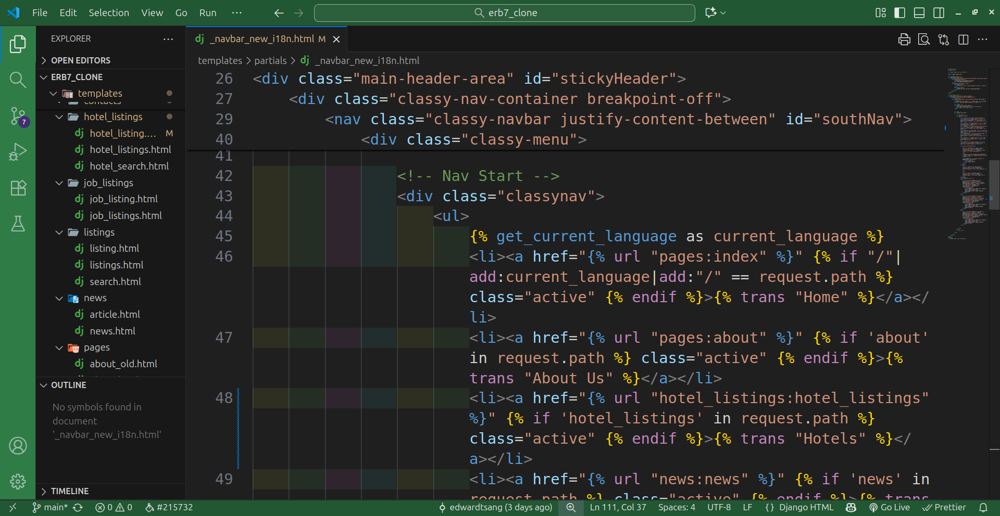 File Edit Selection View Go Run ···
erb7_clone
EXPLORER
OPEN EDITORS
ERB7_CLONE
templates
contacts
hotel_listings
hotel_listing.... M
hotel_listings.html
hotel_search.html
job_listings
job_listing.html
job_listings.html
listings
listing.html
listings.html
search.html
news
article.html
news.html
pages
about_old.html
OUTLINE
No symbols found in
document
'_navbar_new_i18n.html'
TIMELINE
7
_navbar_new_i18n.html M
templates > partials > _navbar_new_i18n.html
26 <div class="main-header-area" id="stickyHeader">
27 <div class="classy-nav-container breakpoint-off">
29 <nav class="classy-navbar justify-content-between" id="southNav">
40 <div class="classy-menu">
41
42 <!-- Nav Start -->
43 <div class="classynav">
44 <ul>
45 {% get_current_language as current_language %}
46 <li><a href="{% url "pages:index" %}" {% if "/"|
add:current_language|add:"/" == request.path %}
class="active" {% endif %}>{% trans "Home" %}</a></
li>
47 <li><a href="{% url "pages:about" %}" {% if 'about'
in request.path %} class="active" {% endif %}>{%
trans "About Us" %}</a></li>
48 <li><a href="{% url "hotel_listings:hotel_listings"
%}" {% if 'hotel_listings' in request.path %}
class="active" {% endif %}>{% trans "Hotels" %}</
a></li>
49 <li><a href="{% url "news:news" %}" {% if 'news' in
request.path %} class="active" {% endif %}>{% trans
main* 0 0 #215732 edwardtsang (3 days ago) Ln 111, Col 37 Spaces: 4 UTF-8 LF {} Django HTML Go Live Prettier